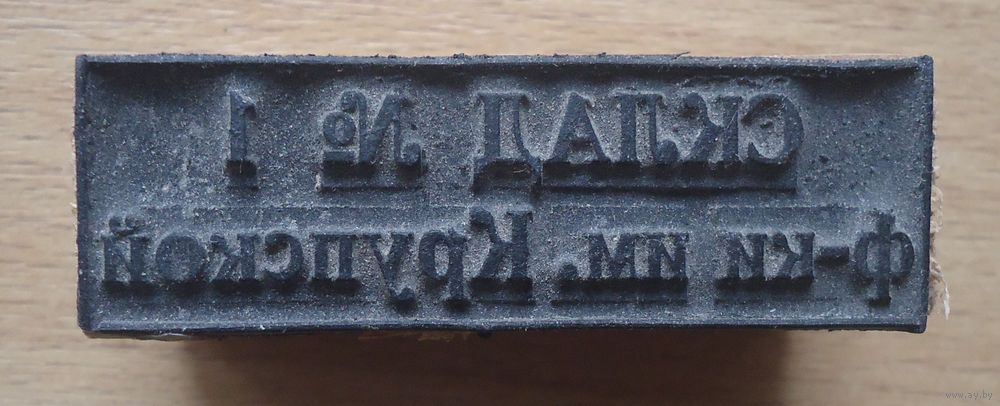 СКЛАД № 1
ф-ки им. Крупской
www.ay.by